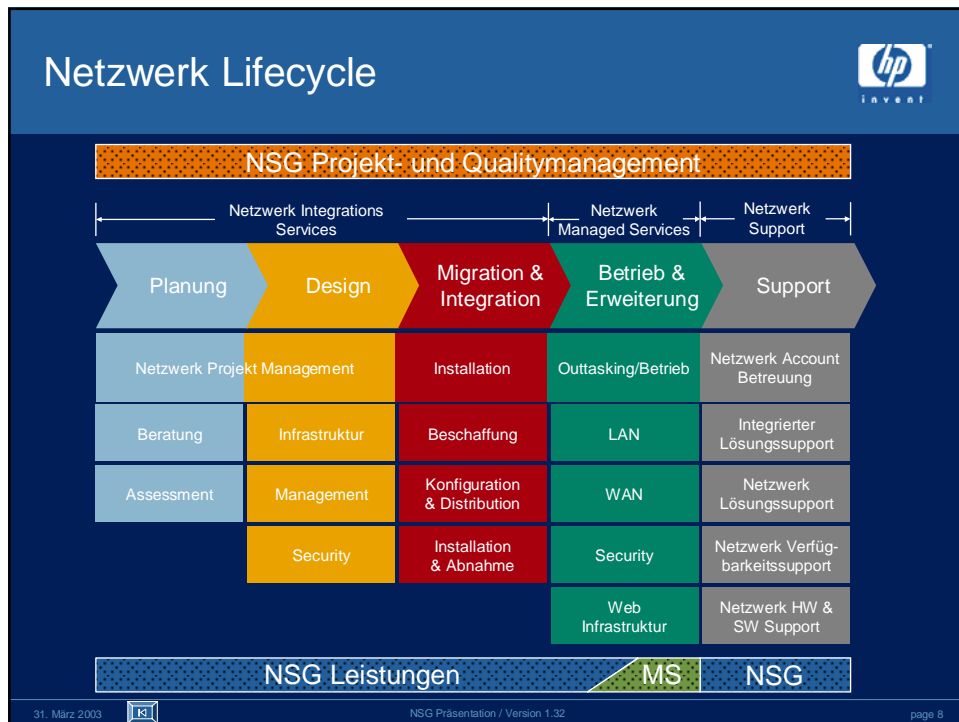 Netzwerk Lifecycle
hp
invent
NSG Projekt- und Qualitymanagement
Netzwerk Integrations
Services
Netzwerk
Managed Services
Netzwerk
Support
Planung
Design
Migration &
Integration
Betrieb &
Erweiterung
Support
Netzwerk Projekt Management
Installation
Outtasking/Betrieb
Netzwerk Account
Betreuung
Beratung
Infrastruktur
Beschaffung
LAN
Integrierter
Lösungssupport
Assessment
Management
Konfiguration
& Distribution
WAN
Netzwerk
Lösungssupport
Security
Installation
& Abnahme
Security
Netzwerk Verfüg-
barkeitssupport
Web
Infrastruktur
Netzwerk HW &
SW Support
NSG Leistungen
MS
NSG
31. März 2003
NSG Präsentation / Version 1.32
page 8